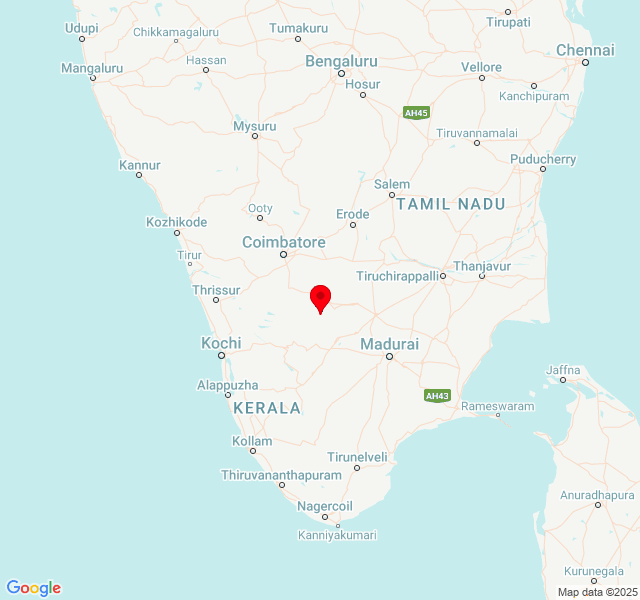 Udupi
Chikkamagaluru
Tumakuru
Tirupati
Chennai
Mangaluru
Hassan
Bengaluru
Vellore
Hosur
Kanchipuram
AH45
Mysuru
Tiruvannamalai
Kannur
Puducherry
Salem
TAMIL NADU
Ooty
Erode
Kozhikode
Coimbatore
Tirur
Tiruchirappalli
Thanjavur
Thrissur
Kochi
Madurai
Jaffna
Alappuzha
AH43
KERALA
Rameswaram
Kollam
Tirunelveli
Thiruvananthapuram
Anuradhapura
Nagercoil
Kanniyakumari
Kurunegala
Google
Map data ©2025